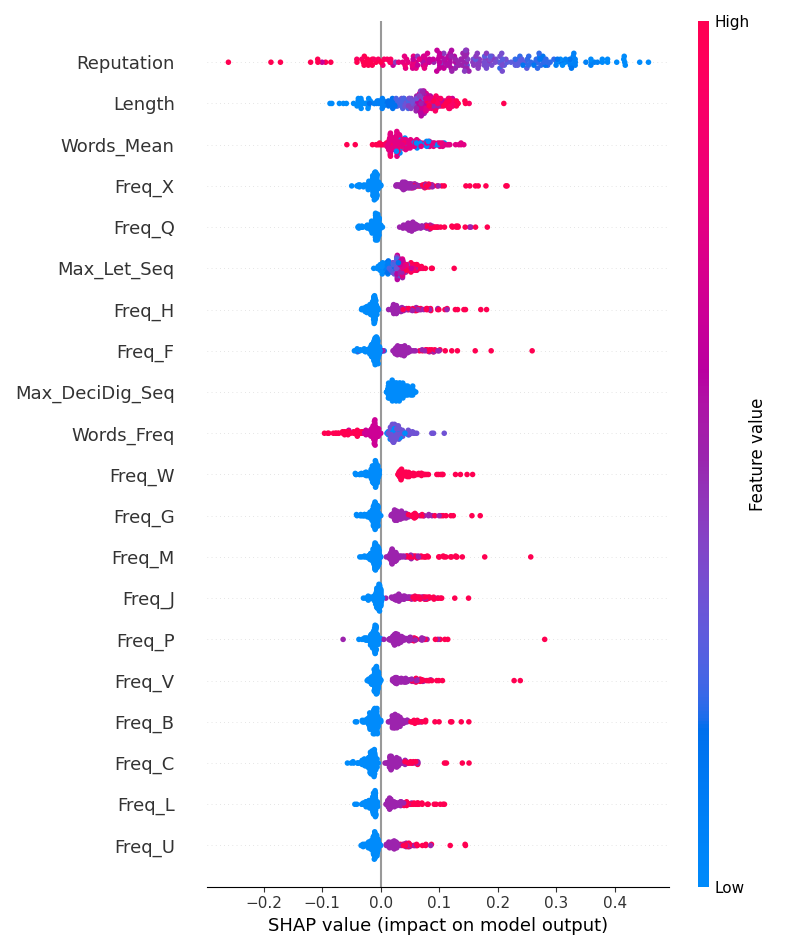 High
Reputation
Length
Words_Mean
Freq_X
Freq_Q
Max_Let_Seq
Freq_H
Freq_F
Max_DeciDig_Seq
Words_Freq
Freq_W
Freq_G
Freq_M
Freq_J
Freq_P
Freq_V
Freq_B
Freq_C
Freq_L
Freq_U
Feature value
Low
−0.2 −0.1 0.0 0.1 0.2 0.3 0.4
SHAP value (impact on model output)